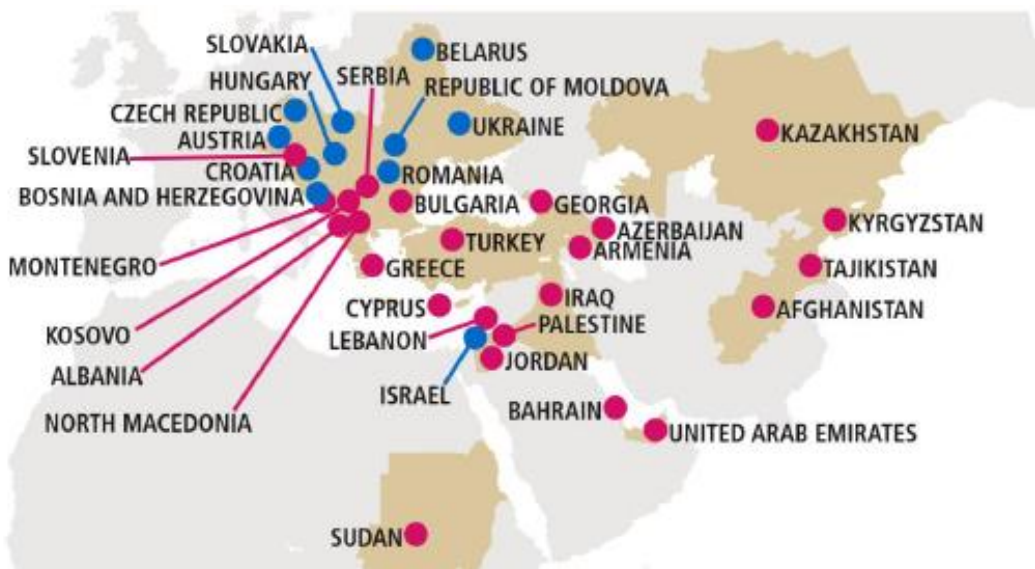 SLOVAKIA
BELARUS
HUNGARY
SERBIA
REPUBLIC OF MOLDOVA
CZECH REPUBLIC
UKRAINE
KAZAKHSTAN
AUSTRIA
SLOVENIA
CROATIA
ROMANIA
BOSNIA AND HERZEGOVINA
BULGARIA
GEORGIA
KYRGYZSTAN
AZERBAIJAN
TURKEY
ARMENIA
MONTENEGRO
GREECE
TAJIKISTAN
CYPRUS
IRAQ
AFGHANISTAN
KOSOVO
LEBANON
PALESTINE
JORDAN
ALBANIA
ISRAEL
BAHRAIN
NORTH MACEDONIA
UNITED ARAB EMIRATES
SUDAN